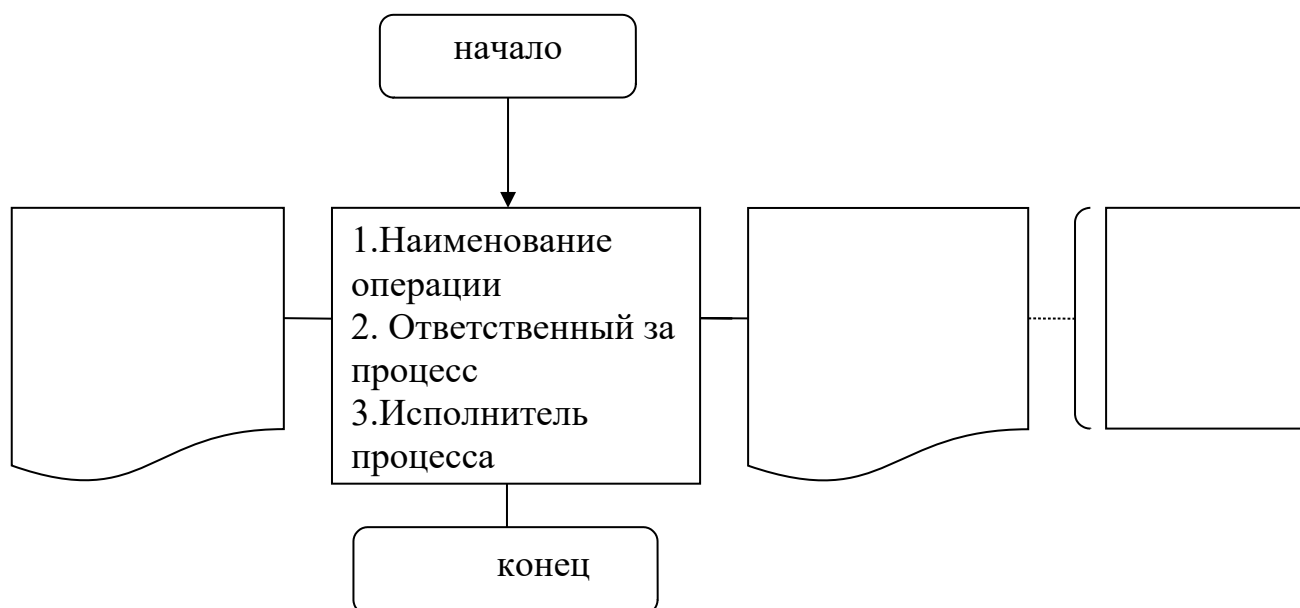 начало
1.Наименование
операции
2. Ответственный за
процесс
3.Исполнитель
процесса
конец